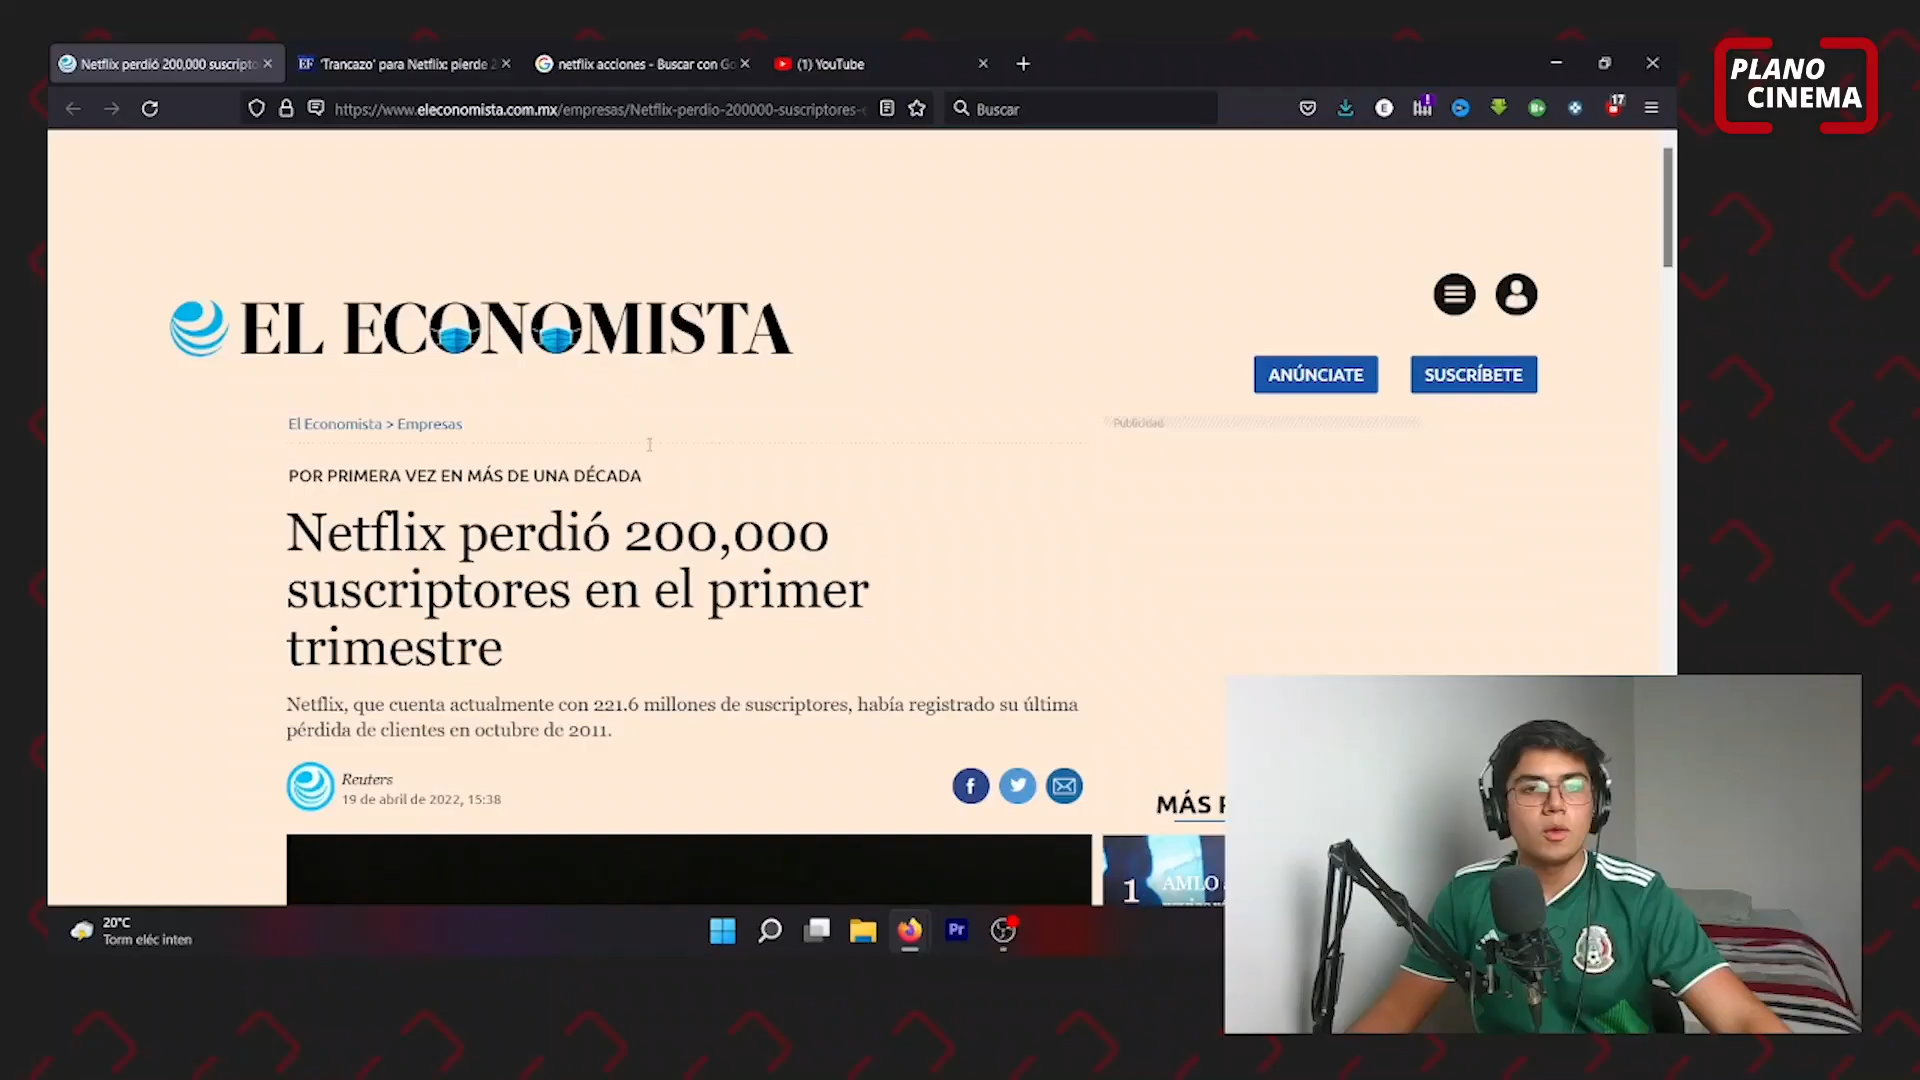 Netflix perdió 200,000 suscripto
'Trancazo' para Netflix: pierde 2
netflix acciones - Buscar con Go
(1) YouTube
PLANO
CINEMA
https://www.eleconomista.com.mx/empresas/Netflix-perdio-200000-suscriptores-
Buscar
17
EL ECONOMISTA
ANÚNCIATE
SUSCRÍBETE
El Economista > Empresas
Publicidad
POR PRIMERA VEZ EN MÁS DE UNA DÉCADA
Netflix perdió 200,000
suscriptores en el primer
trimestre
Netflix, que cuenta actualmente con 221.6 millones de suscriptores, había registrado su última
pérdida de clientes en octubre de 2011.
Reuters
19 de abril de 2022, 15:38
MÁS
1 AMLO
20°C
Torm eléc inten
Pr